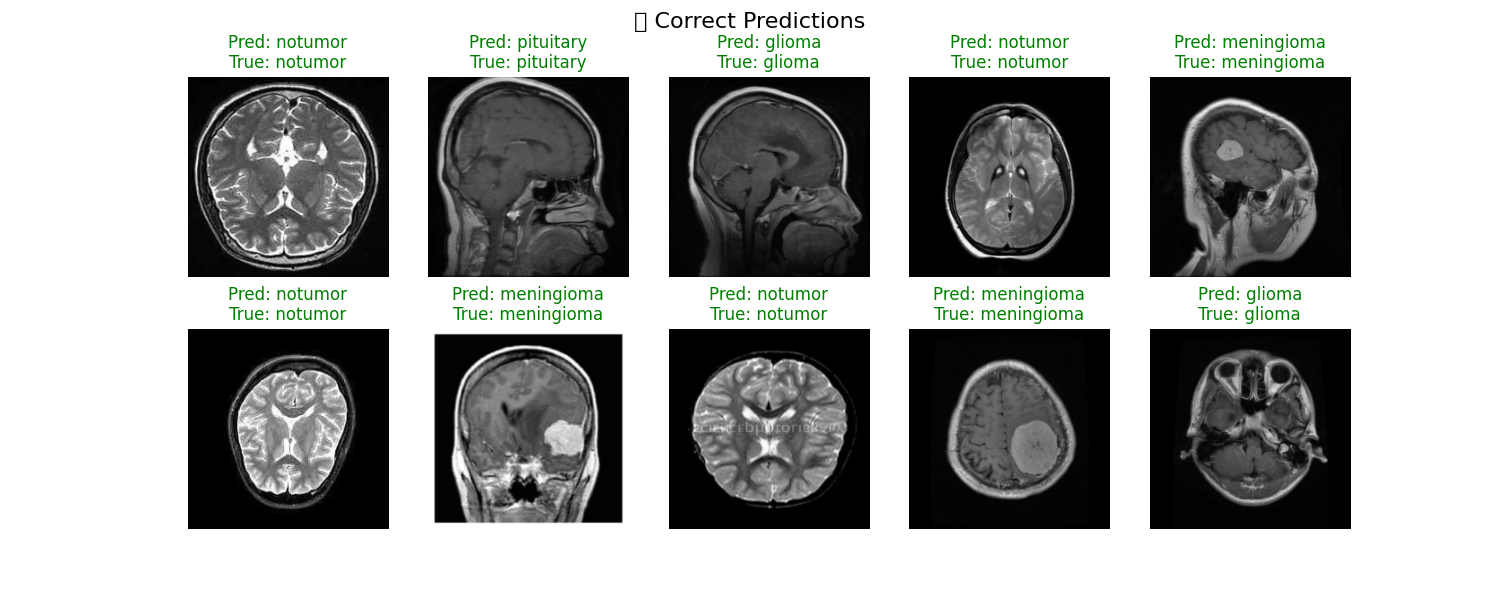 Correct Predictions
Pred: notumor
True: notumor
Pred: pituitary
True: pituitary
Pred: glioma
True: glioma
Pred: notumor
True: notumor
Pred: meningioma
True: meningioma
Pred: notumor
True: notumor
Pred: meningioma
True: meningioma
Pred: notumor
True: notumor
Pred: meningioma
True: meningioma
Pred: glioma
True: glioma